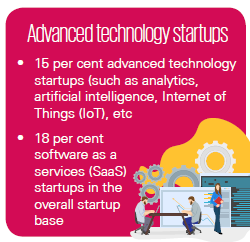 Advanced technology startups
• 15 per cent advanced technology
startups (such as analytics,
artificial intelligence, Internet of
Things (IoT), etc
• 18 per cent
software as a
services (SaaS)
startups in the
overall startup
base